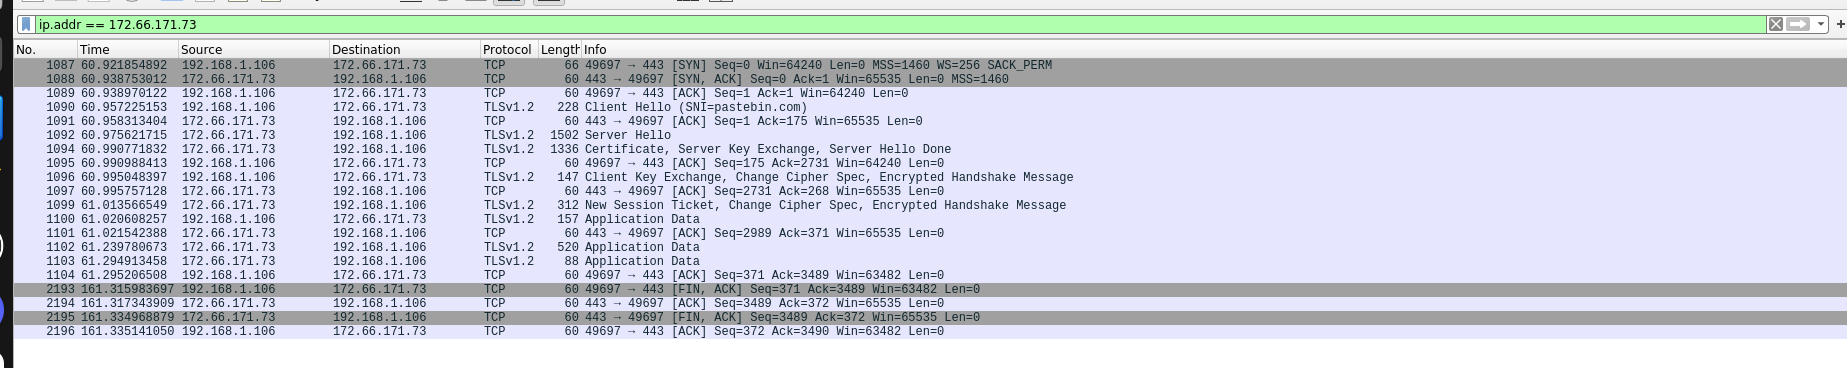 ip.addr == 172.66.171.73
No. Time Source Destination Protocol Length Info
1087 60.921854892 192.168.1.106 172.66.171.73 TCP 66 49697 → 443 [SYN] Seq=0 Win=64240 Len=0 MSS=1460 WS=256 SACK_PERM
1088 60.938753012 172.66.171.73 192.168.1.106 TCP 60 443 → 49697 [SYN, ACK] Seq=0 Ack=1 Win=65535 Len=0 MSS=1460
1089 60.938970122 192.168.1.106 172.66.171.73 TCP 60 49697 → 443 [ACK] Seq=1 Ack=1 Win=64240 Len=0
1090 60.957225153 192.168.1.106 172.66.171.73 TLSv1.2 228 Client Hello (SNI=pastebin.com)
1091 60.958313404 172.66.171.73 192.168.1.106 TCP 60 443 → 49697 [ACK] Seq=1 Ack=175 Win=65535 Len=0
1092 60.975621715 172.66.171.73 192.168.1.106 TLSv1.2 1502 Server Hello
1094 60.990771832 172.66.171.73 192.168.1.106 TLSv1.2 1336 Certificate, Server Key Exchange, Server Hello Done
1095 60.990988413 192.168.1.106 172.66.171.73 TCP 60 49697 → 443 [ACK] Seq=175 Ack=2731 Win=64240 Len=0
1096 60.995048397 192.168.1.106 172.66.171.73 TLSv1.2 147 Client Key Exchange, Change Cipher Spec, Encrypted Handshake Message
1097 60.995757128 172.66.171.73 192.168.1.106 TCP 60 443 → 49697 [ACK] Seq=2731 Ack=268 Win=65535 Len=0
1099 61.013566549 172.66.171.73 192.168.1.106 TLSv1.2 312 New Session Ticket, Change Cipher Spec, Encrypted Handshake Message
1100 61.020608257 192.168.1.106 172.66.171.73 TLSv1.2 157 Application Data
1101 61.021542388 172.66.171.73 192.168.1.106 TCP 60 443 → 49697 [ACK] Seq=2989 Ack=371 Win=65535 Len=0
1102 61.239780673 172.66.171.73 192.168.1.106 TLSv1.2 520 Application Data
1103 61.294913458 172.66.171.73 192.168.1.106 TLSv1.2 88 Application Data
1104 61.295206508 192.168.1.106 172.66.171.73 TCP 60 49697 → 443 [ACK] Seq=371 Ack=3489 Win=63482 Len=0
2193 161.315983697 192.168.1.106 172.66.171.73 TCP 60 49697 → 443 [FIN, ACK] Seq=371 Ack=3489 Win=63482 Len=0
2194 161.317343909 172.66.171.73 192.168.1.106 TCP 60 443 → 49697 [ACK] Seq=3489 Ack=372 Win=65535 Len=0
2195 161.334968879 172.66.171.73 192.168.1.106 TCP 60 443 → 49697 [FIN, ACK] Seq=3489 Ack=372 Win=65535 Len=0
2196 161.335141050 192.168.1.106 172.66.171.73 TCP 60 49697 → 443 [ACK] Seq=372 Ack=3490 Win=63482 Len=0